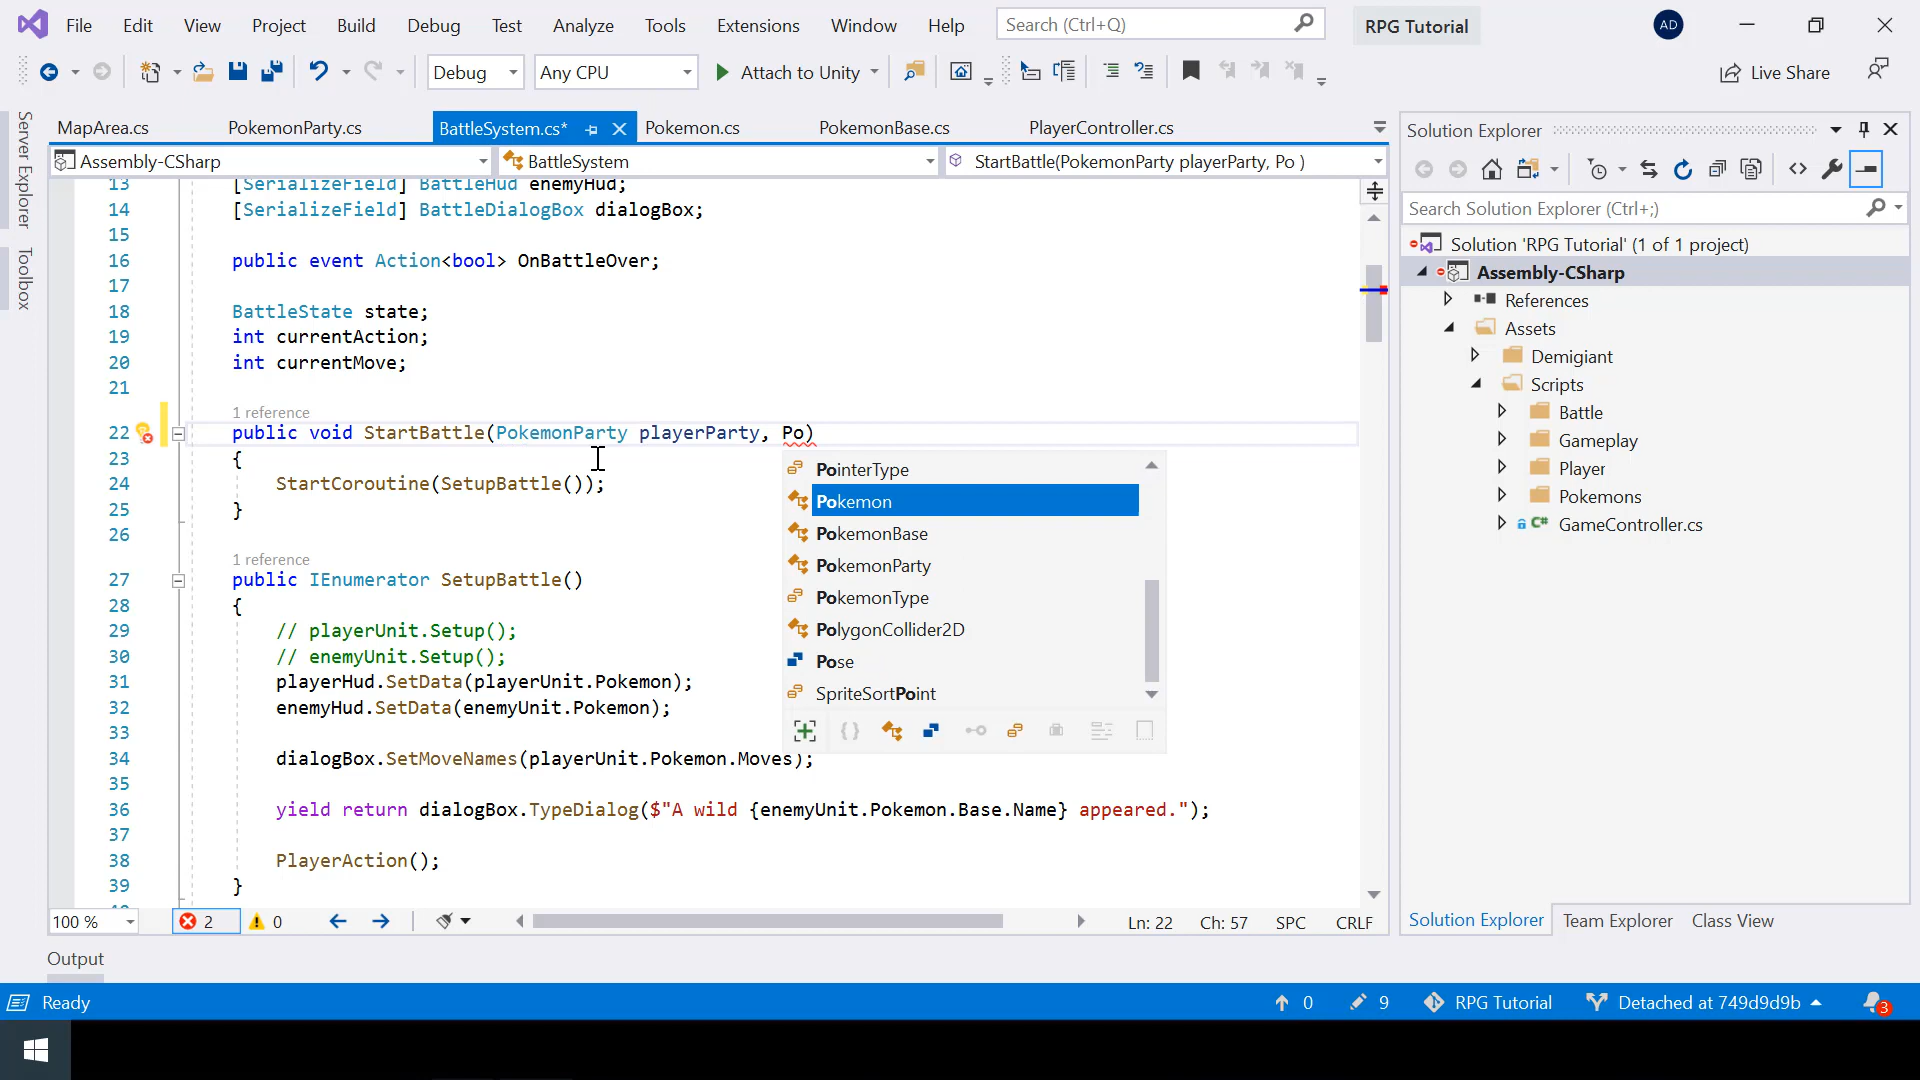 File Edit View Project Build Debug Test Analyze Tools Extensions Window Help Search (Ctrl+Q) RPG Tutorial AD
Debug Any CPU Attach to Unity Live Share
Server Explorer
Toolbox
MapArea.cs PokemonParty.cs BattleSystem.cs* Pokemon.cs PokemonBase.cs PlayerController.cs
Assembly-CSharp BattleSystem StartBattle(PokemonParty playerParty, Po )
13 [SerializeField] BattleHud enemyHud;
14 [SerializeField] BattleDialogBox dialogBox;
15
16 public event Action<bool> OnBattleOver;
17
18 BattleState state;
19 int currentAction;
20 int currentMove;
21
1 reference
22 public void StartBattle(PokemonParty playerParty, Po)
23 {
24 StartCoroutine(SetupBattle());
25 }
26
1 reference
27 public IEnumerator SetupBattle()
28 {
29 // playerUnit.Setup();
30 // enemyUnit.Setup();
31 playerHud.SetData(playerUnit.Pokemon);
32 enemyHud.SetData(enemyUnit.Pokemon);
33
34 dialogBox.SetMoveNames(playerUnit.Pokemon.Moves);
35
36 yield return dialogBox.TypeDialog($"A wild {enemyUnit.Pokemon.Base.Name} appeared.");
37
38 PlayerAction();
39 }
PointerType
Pokemon
PokemonBase
PokemonParty
PokemonType
PolygonCollider2D
Pose
SpriteSortPoint
100 % 2 0 Ln: 22 Ch: 57 SPC CRLF
Solution Explorer
Search Solution Explorer (Ctrl+;)
Solution 'RPG Tutorial' (1 of 1 project)
Assembly-CSharp
References
Assets
Demigiant
Scripts
Battle
Gameplay
Player
Pokemons
C# GameController.cs
Solution Explorer Team Explorer Class View
Output
Ready 0 9 RPG Tutorial Detached at 749d9d9b 3